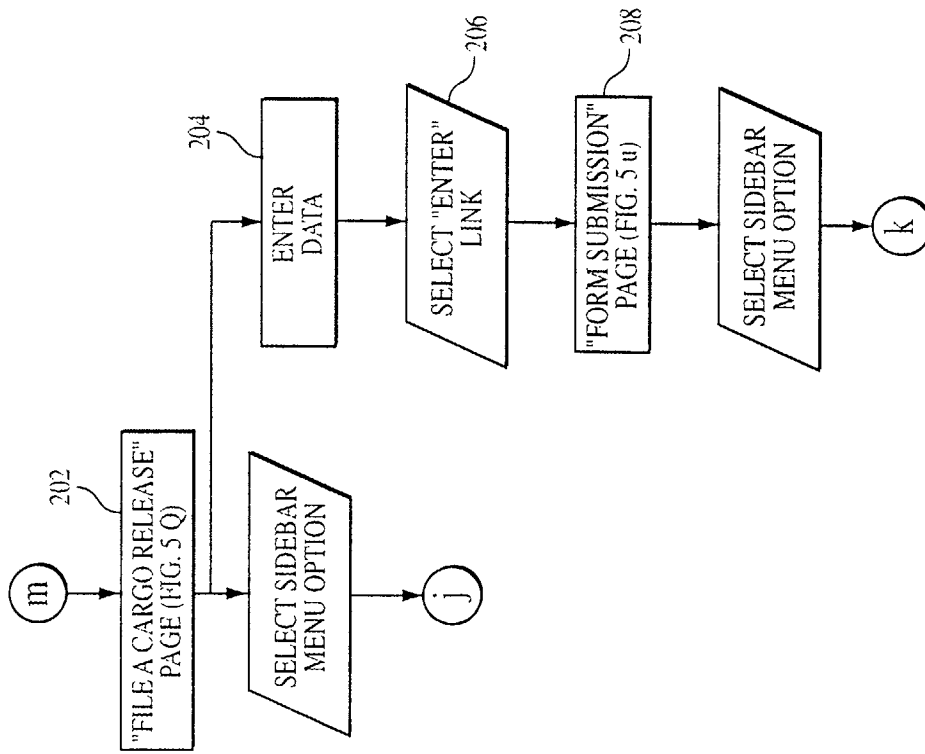 m
202
"FILE A CARGO RELEASE"
PAGE (FIG. 5 Q)
SELECT SIDEBAR
MENU OPTION
j
204
ENTER
DATA
206
SELECT "ENTER"
LINK
208
"FORM SUBMISSION"
PAGE (FIG. 5 u)
SELECT SIDEBAR
MENU OPTION
k